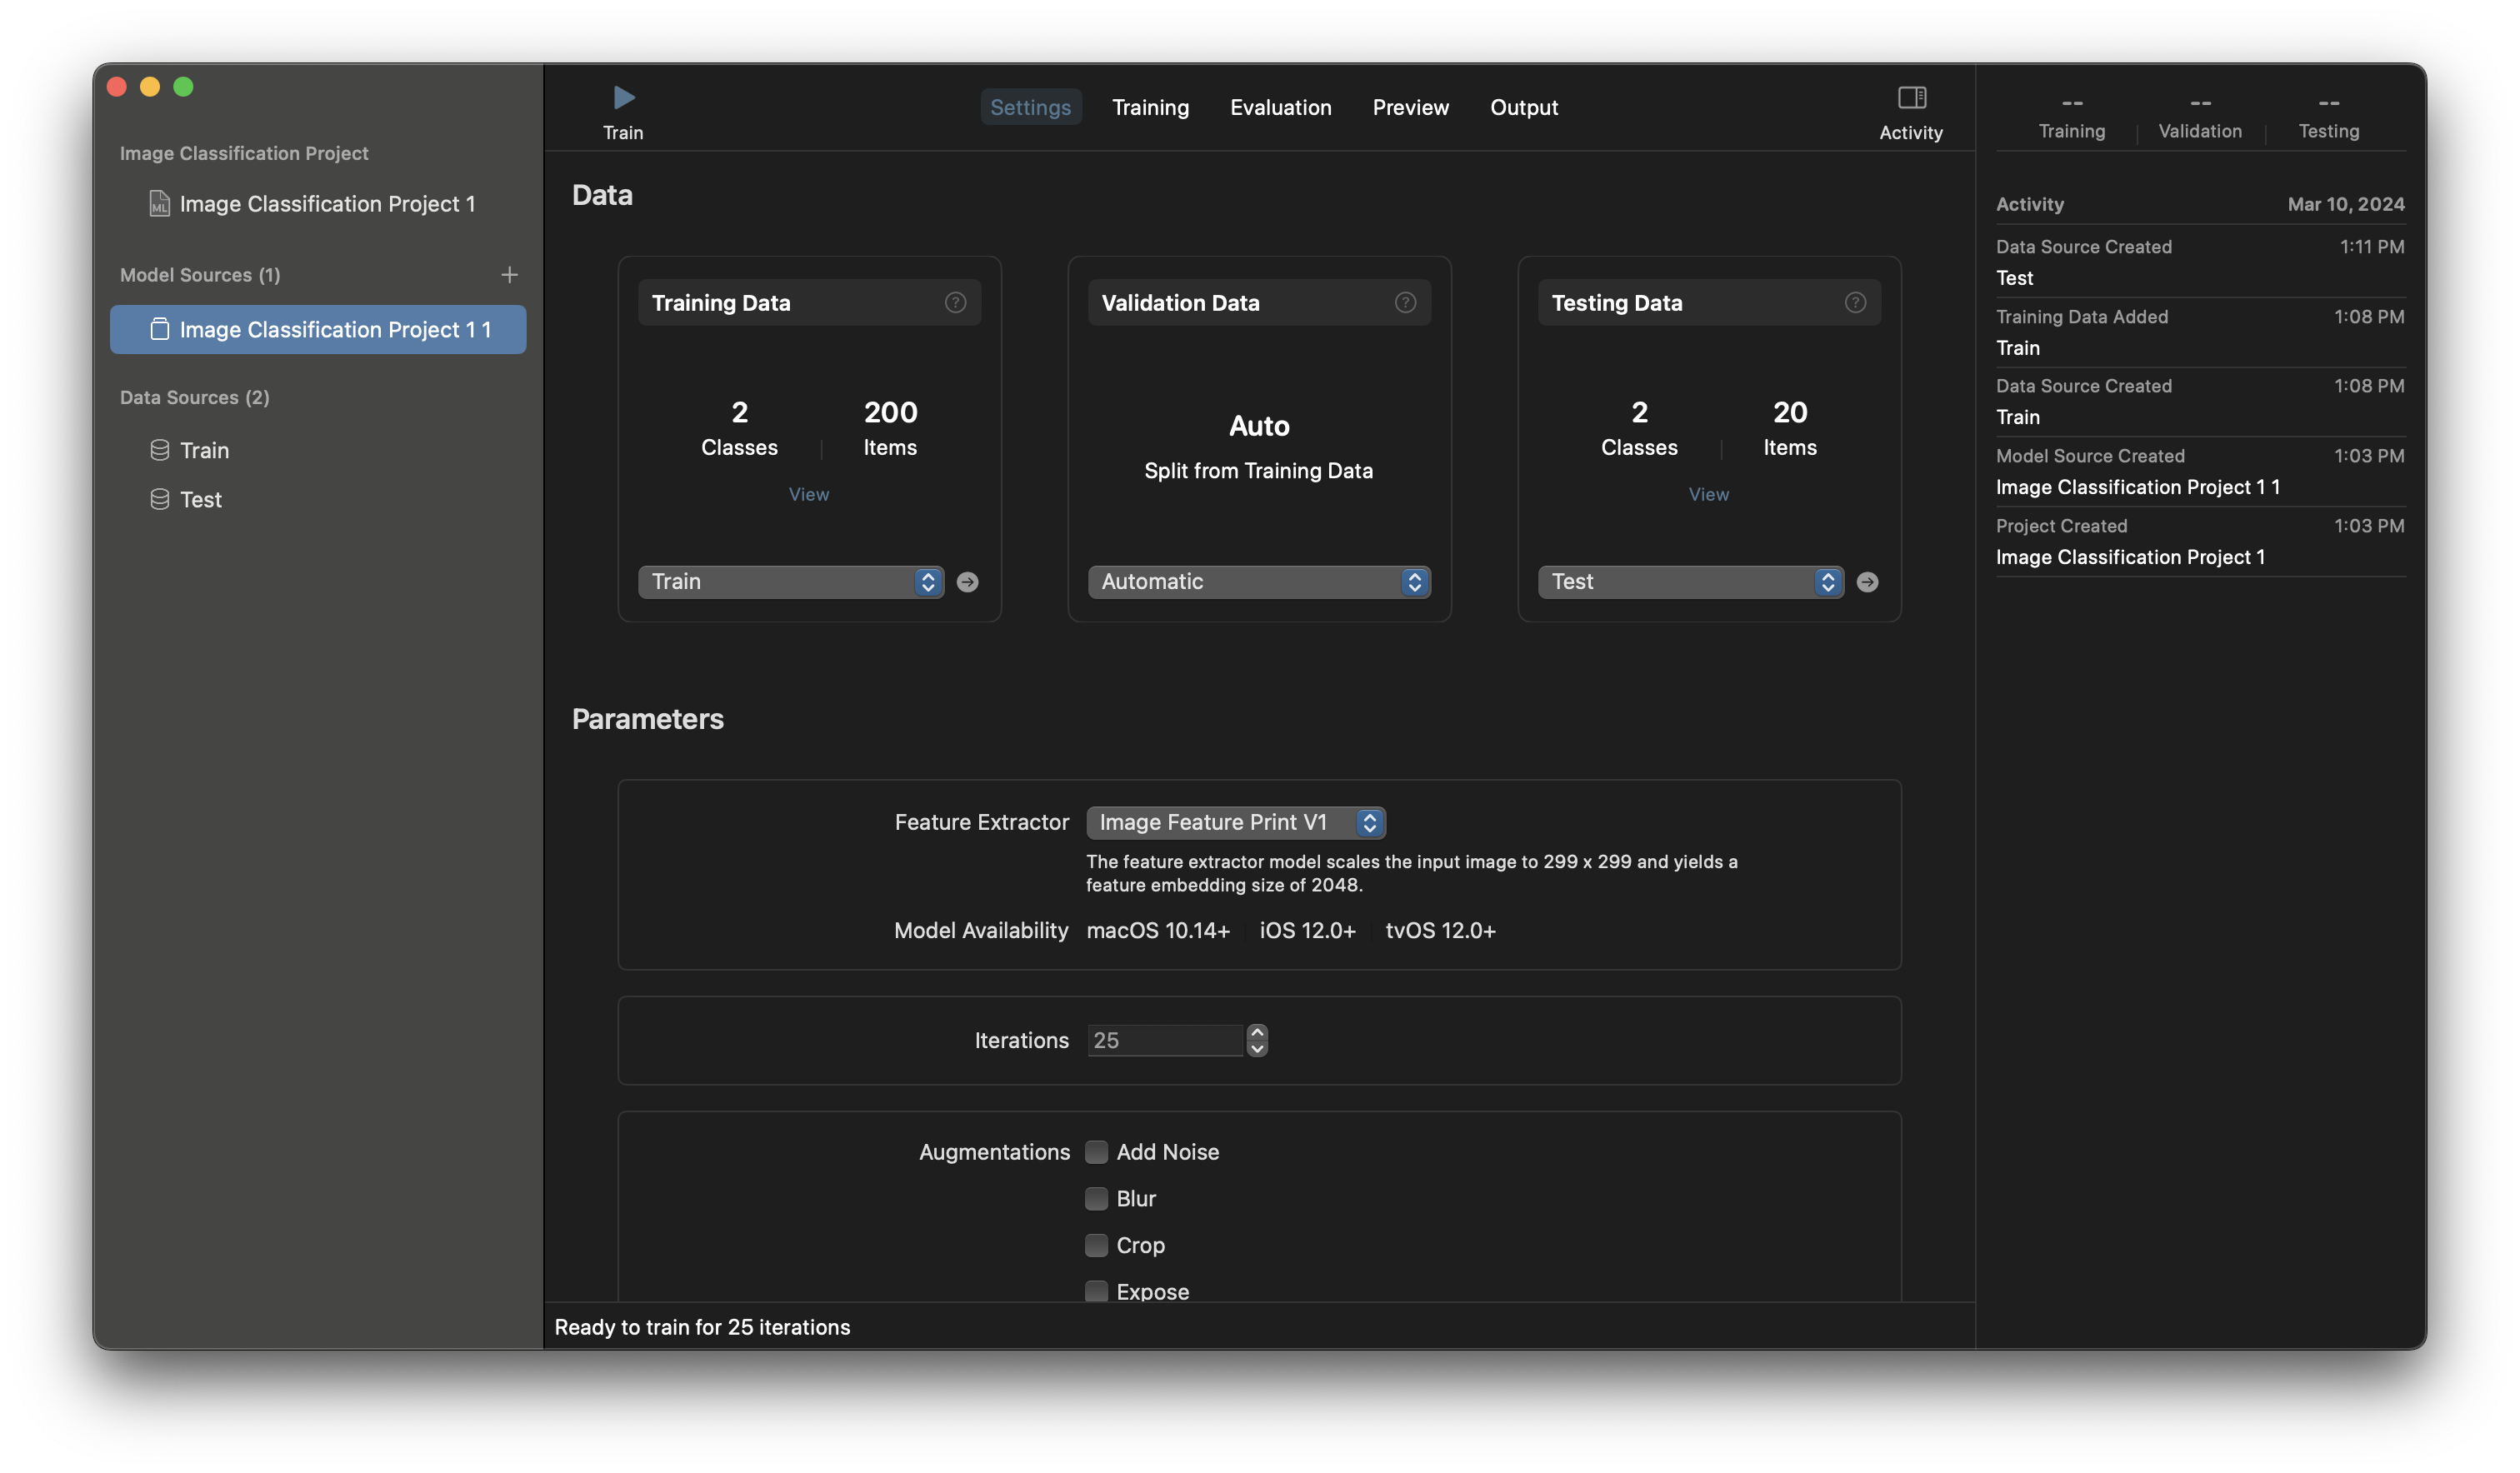 Image Classification Project
ML
Image Classification Project 1
Model Sources (1)
Image Classification Project 1 1
Data Sources (2)
Train
Test
Train
Settings
Training
Evaluation
Preview
Output
Activity
Data
Training Data
?
2
Classes
200
Items
View
Train
Validation Data
?
Auto
Split from Training Data
Automatic
Testing Data
?
2
Classes
20
Items
View
Test
Parameters
Feature Extractor
Image Feature Print V1
The feature extractor model scales the input image to 299 x 299 and yields a
feature embedding size of 2048.
Model Availability
macOS 10.14+
iOS 12.0+
tvOS 12.0+
Iterations
25
Augmentations
Add Noise
Blur
Crop
Expose
Ready to train for 25 iterations
--
Training
--
Validation
--
Testing
Activity Mar 10, 2024
Data Source Created 1:11 PM
Test
Training Data Added 1:08 PM
Train
Data Source Created 1:08 PM
Train
Model Source Created 1:03 PM
Image Classification Project 1 1
Project Created 1:03 PM
Image Classification Project 1